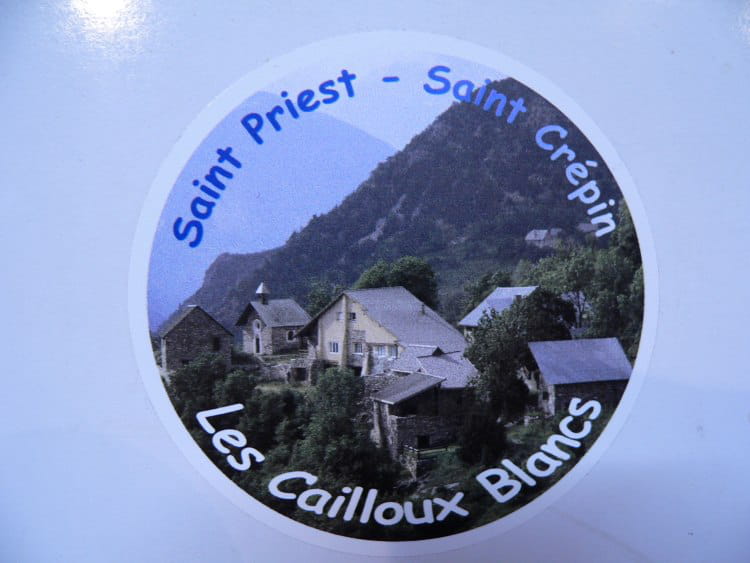 Saint Priest - Saint Crépin
Les Cailloux Blancs